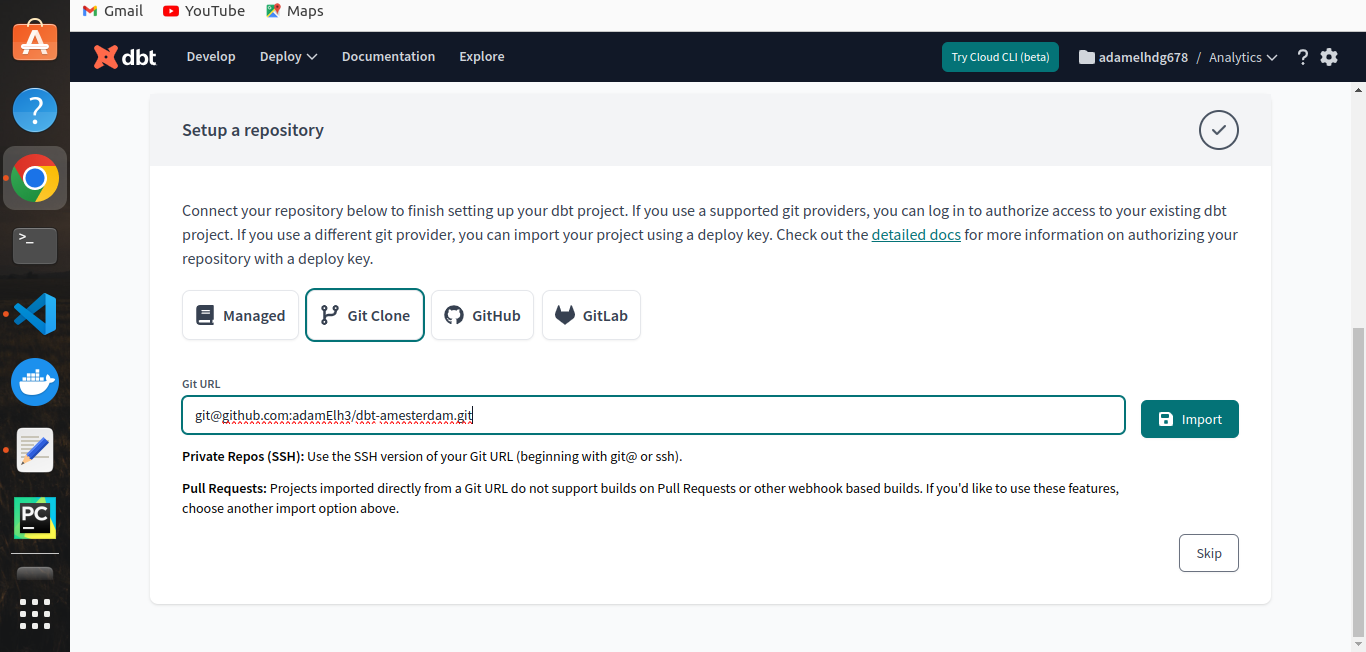 Gmail YouTube Maps
dbt Develop Deploy Documentation Explore Try Cloud CLI (beta) adamelhdg678 / Analytics ?
?
Setup a repository
Connect your repository below to finish setting up your dbt project. If you use a supported git providers, you can log in to authorize access to your existing dbt
project. If you use a different git provider, you can import your project using a deploy key. Check out the detailed docs for more information on authorizing your
repository with a deploy key.
>_
Managed Git Clone GitHub GitLab
Git URL
git@github.com:adamElh3/dbt-amesterdam.git
Import
Private Repos (SSH): Use the SSH version of your Git URL (beginning with git@ or ssh).
Pull Requests: Projects imported directly from a Git URL do not support builds on Pull Requests or other webhook based builds. If you'd like to use these features,
choose another import option above.
PC
Skip